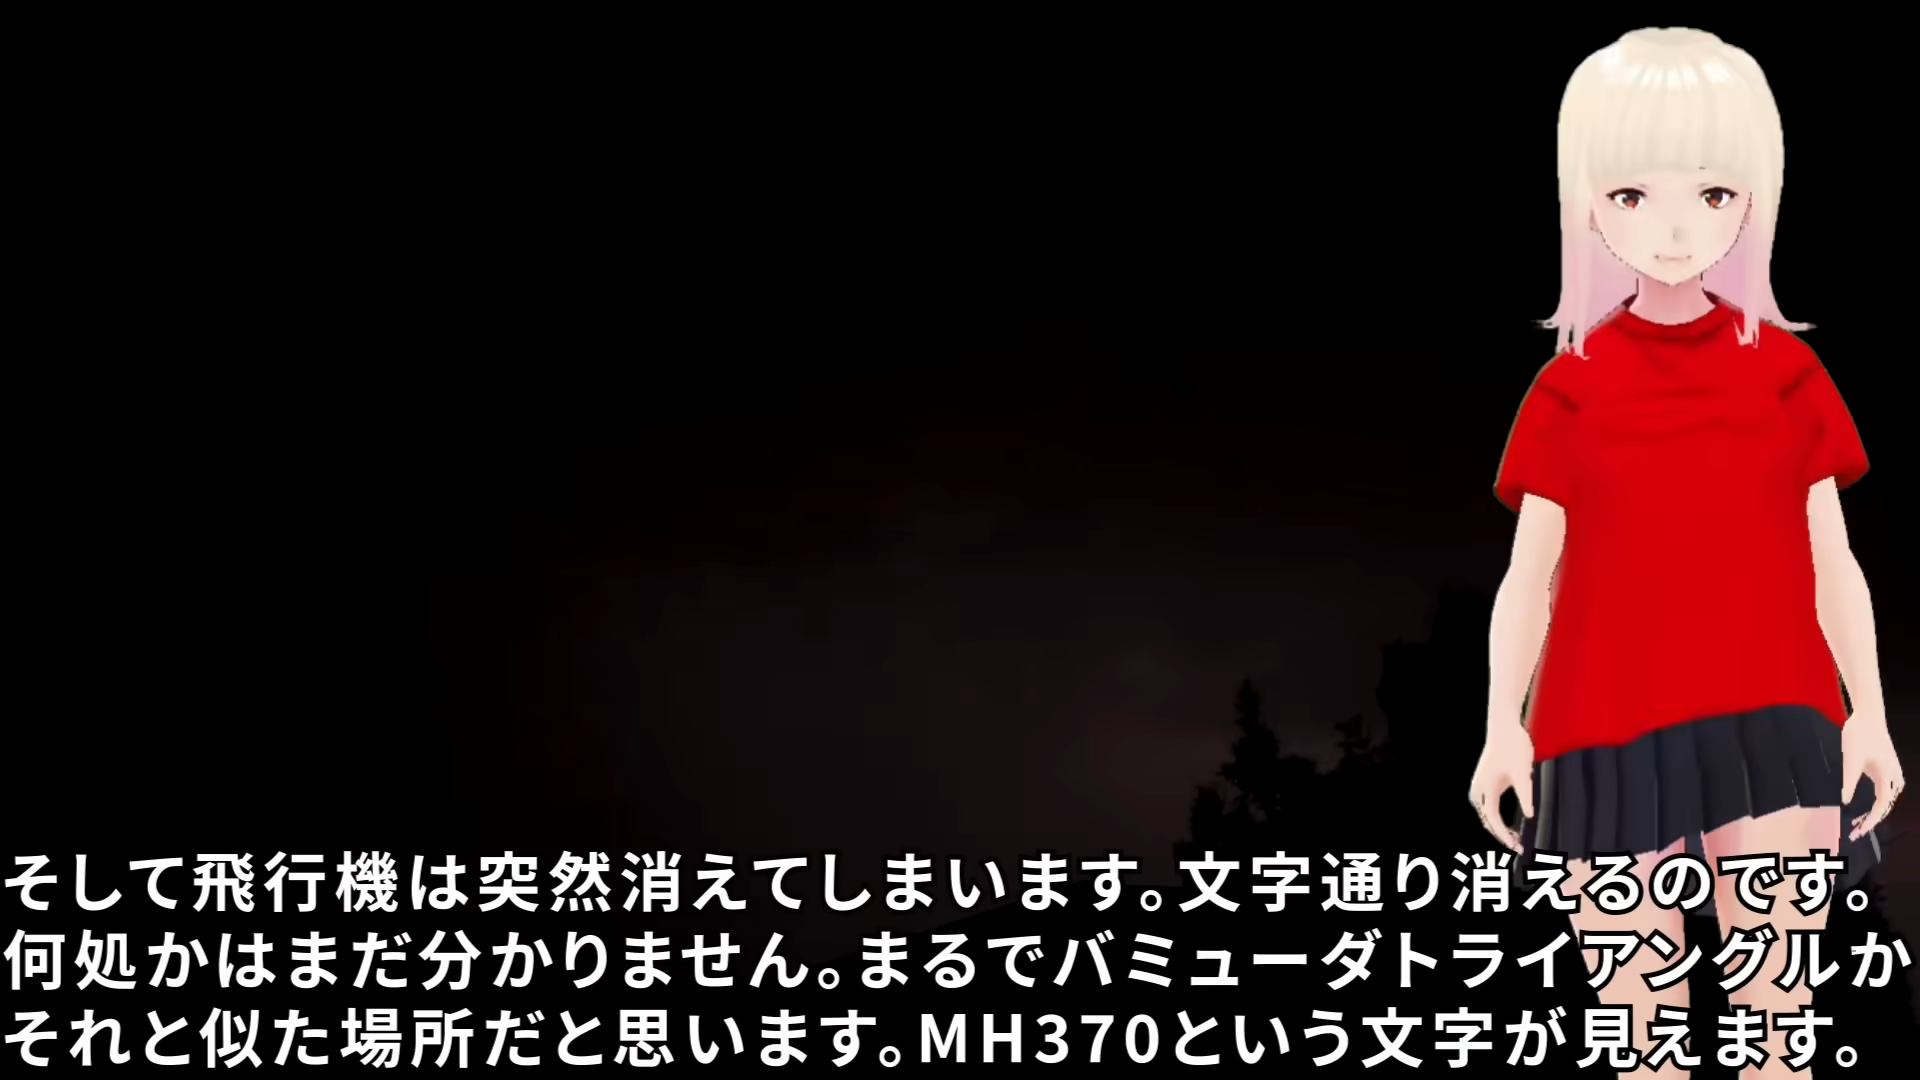 そして飛行機は突然消えてしまいます。文字通り消えるのです。
何処かはまだ分かりません。まるでバミューダトライアングルか
それと似た場所だと思います。MH370という文字が見えます。